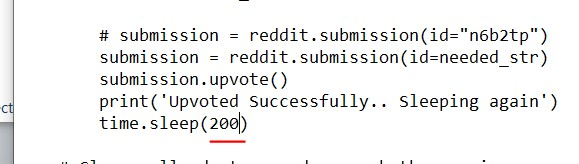 # submission = reddit.submission(id="n6b2tp")
submission = reddit.submission(id=needed_str)
submission.upvote()
print('Upvoted Successfully.. Sleeping again')
time.sleep(200)